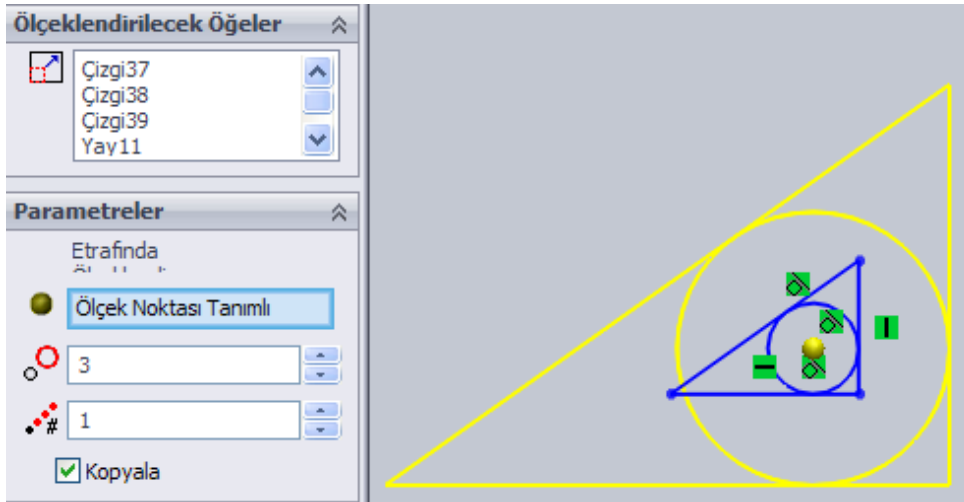 Ölçeklendirilecek Öğeler
Çizgi37
Çizgi38
Çizgi39
Yay11
Parametreler
Etrafında
Ölçek Noktası Tanımlı
3
#
1
Kopyala